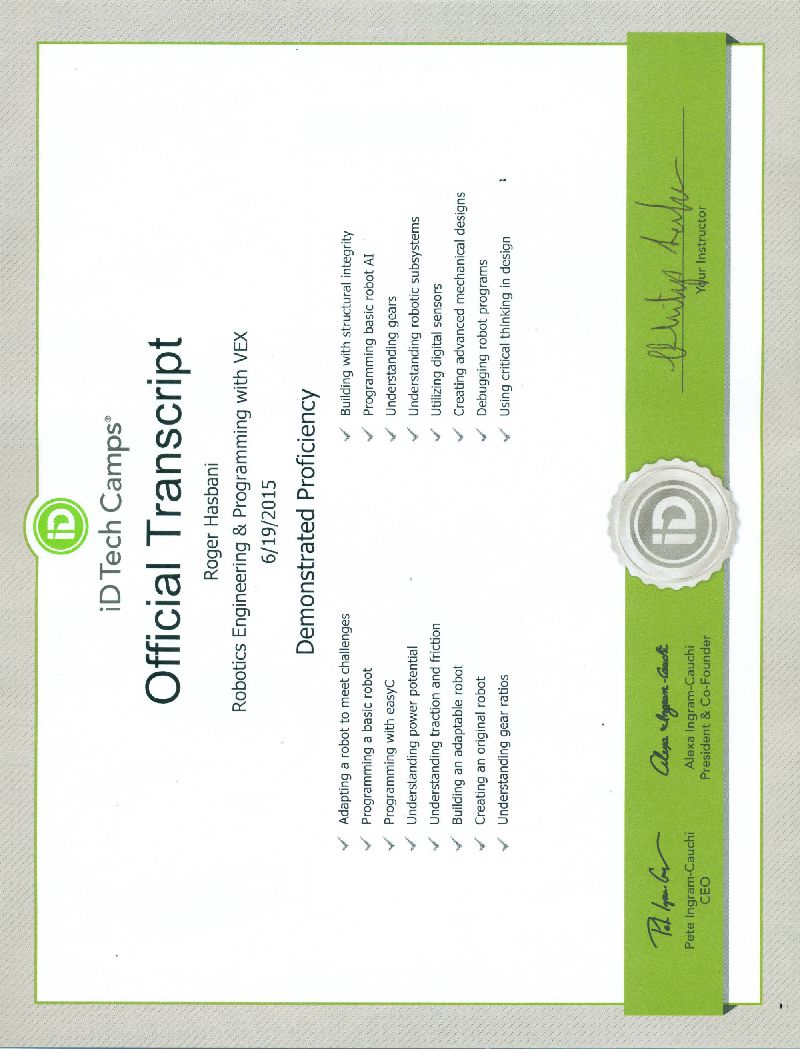 iD
iD Tech Camps®
Official Transcript
Roger Hasbani
Robotics Engineering & Programming with VEX
6/19/2015
Demonstrated Proficiency
✓ Adapting a robot to meet challenges
✓ Programming a basic robot
✓ Programming with easyC
✓ Understanding power potential
✓ Understanding traction and friction
✓ Building an adaptable robot
✓ Creating an original robot
✓ Understanding gear ratios
✓ Building with structural integrity
✓ Programming basic robot AI
✓ Understanding gears
✓ Understanding robotic subsystems
✓ Utilizing digital sensors
✓ Creating advanced mechanical designs
✓ Debugging robot programs
✓ Using critical thinking in design
Pete Ingram-Cauchi
CEO
Alexa Ingram-Cauchi
Alexa Ingram-Cauchi
President & Co-Founder
iD
Your Instructor